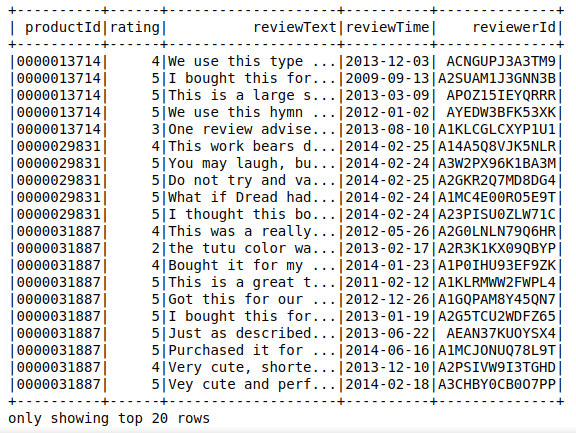 +----------+------+--------------------+----------+--------------+
| productId|rating|          reviewText|reviewTime|    reviewerId|
+----------+------+--------------------+----------+--------------+
|0000013714|     4|We use this type ...|2013-12-03| ACNGUPJ3A3TM9|
|0000013714|     5|I bought this for...|2009-09-13|A2SUAM1J3GNN3B|
|0000013714|     5|This is a large s...|2013-03-09| APOZ15IEYQRRR|
|0000013714|     5|We use this hymn ...|2012-01-02| AYEDW3BFK53XK|
|0000013714|     3|One review advise...|2013-08-10|A1KLCGLCXYP1U1|
|0000029831|     4|This work bears d...|2014-02-25|A14A5Q8VJK5NLR|
|0000029831|     5|You may laugh, bu...|2014-02-24|A3W2PX96K1BA3M|
|0000029831|     5|Do not try and va...|2014-02-25|A2GKR2Q7MD8DG4|
|0000029831|     5|What if Dread had...|2014-02-24|A1MC4E00RO5E9T|
|0000029831|     5|I thought this bo...|2014-02-24|A23PISU0ZLW71C|
|0000031887|     4|This was a really...|2012-05-26|A2G0LNLN79Q6HR|
|0000031887|     2|the tutu color wa...|2013-02-17|A2R3K1KX09QBYP|
|0000031887|     4|Bought it for my ...|2014-01-23|A1P0IHU93EF9ZK|
|0000031887|     5|This is a great t...|2011-02-12|A1KLRMWW2FWPL4|
|0000031887|     5|Got this for our ...|2012-12-26|A1GQPAM8Y45QN7|
|0000031887|     5|I bought this for...|2013-01-19|A2G5TCU2WDFZ65|
|0000031887|     5|Just as described...|2013-06-22| AEAN37KUOYSX4|
|0000031887|     5|Purchased it for ...|2014-06-16|A1MCJONUQ78L9T|
|0000031887|     4|Very cute, shorte...|2013-12-10|A2PSIVW9I3TGHD|
|0000031887|     5|Vey cute and perf...|2014-02-18|A3CHBY0CB0O7PP|
+----------+------+--------------------+----------+--------------+
only showing top 20 rows